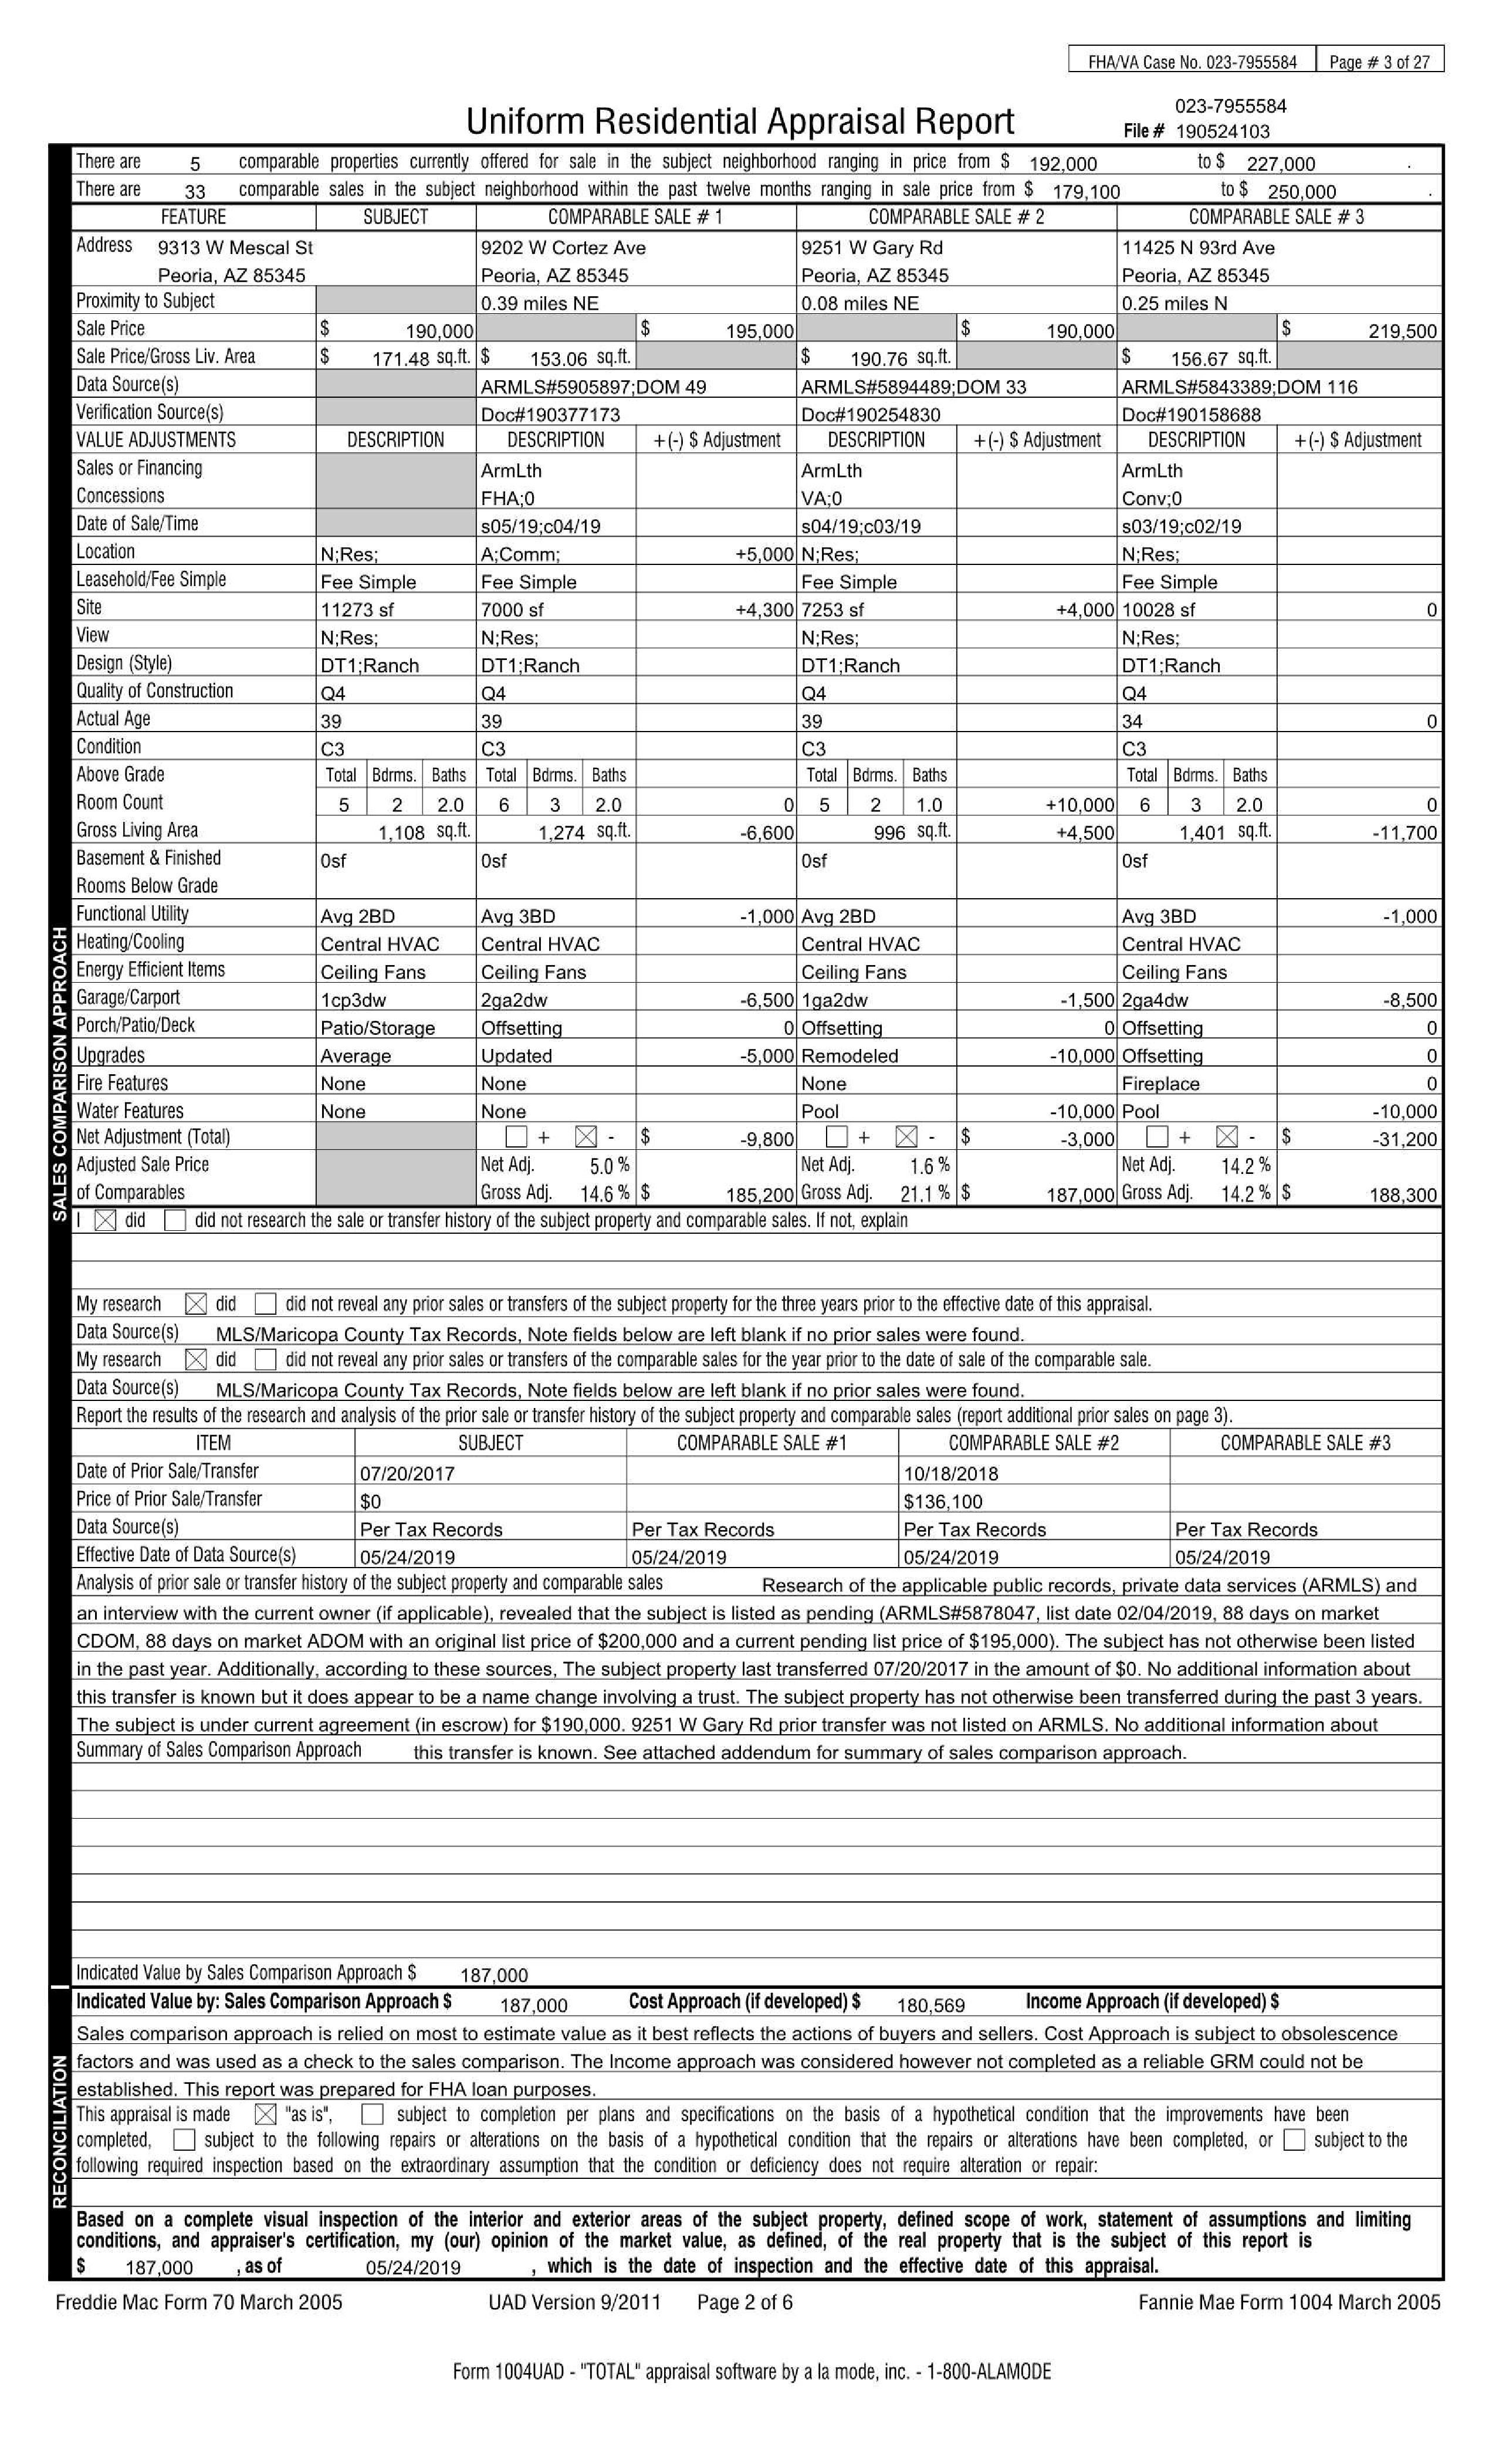 FHA/VA Case No. 023-7955584 Page # 3 of 27
023-7955584
Uniform Residential Appraisal Report File # 190524103
There are 5 comparable properties currently offered for sale in the subject neighborhood ranging in price from $ 192,000 to $ 227,000 .
There are 33 comparable sales in the subject neighborhood within the past twelve months ranging in sale price from $ 179,100 to $ 250,000 .
FEATURE SUBJECT COMPARABLE SALE # 1 COMPARABLE SALE # 2 COMPARABLE SALE # 3
Address 9313 W Mescal St 9202 W Cortez Ave 9251 W Gary Rd 11425 N 93rd Ave
Peoria, AZ 85345 Peoria, AZ 85345 Peoria, AZ 85345 Peoria, AZ 85345
Proximity to Subject 0.39 miles NE 0.08 miles NE 0.25 miles N
Sale Price $ 190,000 $ 195,000 $ 190,000 $ 219,500
Sale Price/Gross Liv. Area $ 171.48 sq.ft. $ 153.06 sq.ft. $ 190.76 sq.ft. $ 156.67 sq.ft.
Data Source(s) ARMLS#5905897;DOM 49 ARMLS#5894489;DOM 33 ARMLS#5843389;DOM 116
Verification Source(s) Doc#190377173 Doc#190254830 Doc#190158688
VALUE ADJUSTMENTS DESCRIPTION DESCRIPTION +(-) $ Adjustment DESCRIPTION +(-) $ Adjustment DESCRIPTION +(-) $ Adjustment
Sales or Financing ArmLth ArmLth ArmLth
Concessions FHA;0 VA;0 Conv;0
Date of Sale/Time s05/19;c04/19 s04/19;c03/19 s03/19;c02/19
Location N;Res; A;Comm; +5,000 N;Res; N;Res;
Leasehold/Fee Simple Fee Simple Fee Simple Fee Simple Fee Simple
Site 11273 sf 7000 sf +4,300 7253 sf +4,000 10028 sf 0
View N;Res; N;Res; N;Res; N;Res;
Design (Style) DT1;Ranch DT1;Ranch DT1;Ranch DT1;Ranch
Quality of Construction Q4 Q4 Q4 Q4
Actual Age 39 39 39 34 0
Condition C3 C3 C3 C3
Above Grade Total Bdrms. Baths Total Bdrms. Baths Total Bdrms. Baths Total Bdrms. Baths
Room Count 5 2 2.0 6 3 2.0 0 5 2 1.0 +10,000 6 3 2.0 0
Gross Living Area 1,108 sq.ft. 1,274 sq.ft. -6,600 996 sq.ft. +4,500 1,401 sq.ft. -11,700
Basement & Finished 0sf 0sf 0sf 0sf
Rooms Below Grade
Functional Utility Avg 2BD Avg 3BD -1,000 Avg 2BD Avg 3BD -1,000
Heating/Cooling Central HVAC Central HVAC Central HVAC Central HVAC
Energy Efficient Items Ceiling Fans Ceiling Fans Ceiling Fans Ceiling Fans
Garage/Carport 1cp3dw 2ga2dw -6,500 1ga2dw -1,500 2ga4dw -8,500
Porch/Patio/Deck Patio/Storage Offsetting 0 Offsetting 0 Offsetting 0
Upgrades Average Updated -5,000 Remodeled -10,000 Offsetting 0
Fire Features None None None Fireplace 0
Water Features None None Pool -10,000 Pool -10,000
Net Adjustment (Total) + - $ -9,800 + - $ -3,000 + - $ -31,200
Adjusted Sale Price Net Adj. 5.0 % Net Adj. 1.6 % Net Adj. 14.2 %
of Comparables Gross Adj. 14.6 % $ 185,200 Gross Adj. 21.1 % $ 187,000 Gross Adj. 14.2 % $ 188,300
SALES COMPARISON APPROACH
I did did not research the sale or transfer history of the subject property and comparable sales. If not, explain
My research did did not reveal any prior sales or transfers of the subject property for the three years prior to the effective date of this appraisal.
Data Source(s) MLS/Maricopa County Tax Records, Note fields below are left blank if no prior sales were found.
My research did did not reveal any prior sales or transfers of the comparable sales for the year prior to the date of sale of the comparable sale.
Data Source(s) MLS/Maricopa County Tax Records, Note fields below are left blank if no prior sales were found.
Report the results of the research and analysis of the prior sale or transfer history of the subject property and comparable sales (report additional prior sales on page 3).
ITEM SUBJECT COMPARABLE SALE #1 COMPARABLE SALE #2 COMPARABLE SALE #3
Date of Prior Sale/Transfer 07/20/2017 10/18/2018
Price of Prior Sale/Transfer $0 $136,100
Data Source(s) Per Tax Records Per Tax Records Per Tax Records Per Tax Records
Effective Date of Data Source(s) 05/24/2019 05/24/2019 05/24/2019 05/24/2019
Analysis of prior sale or transfer history of the subject property and comparable sales Research of the applicable public records, private data services (ARMLS) and
an interview with the current owner (if applicable), revealed that the subject is listed as pending (ARMLS#5878047, list date 02/04/2019, 88 days on market
CDOM, 88 days on market ADOM with an original list price of $200,000 and a current pending list price of $195,000). The subject has not otherwise been listed
in the past year. Additionally, according to these sources, The subject property last transferred 07/20/2017 in the amount of $0. No additional information about
this transfer is known but it does appear to be a name change involving a trust. The subject property has not otherwise been transferred during the past 3 years.
The subject is under current agreement (in escrow) for $190,000. 9251 W Gary Rd prior transfer was not listed on ARMLS. No additional information about
Summary of Sales Comparison Approach this transfer is known. See attached addendum for summary of sales comparison approach.
Indicated Value by Sales Comparison Approach $ 187,000
Indicated Value by: Sales Comparison Approach $ 187,000 Cost Approach (if developed) $ 180,569 Income Approach (if developed) $
Sales comparison approach is relied on most to estimate value as it best reflects the actions of buyers and sellers. Cost Approach is subject to obsolescence
factors and was used as a check to the sales comparison. The Income approach was considered however not completed as a reliable GRM could not be
established. This report was prepared for FHA loan purposes.
This appraisal is made "as is", subject to completion per plans and specifications on the basis of a hypothetical condition that the improvements have been
completed, subject to the following repairs or alterations on the basis of a hypothetical condition that the repairs or alterations have been completed, or subject to the
following required inspection based on the extraordinary assumption that the condition or deficiency does not require alteration or repair:
RECONCILIATION
Based on a complete visual inspection of the interior and exterior areas of the subject property, defined scope of work, statement of assumptions and limiting
conditions, and appraiser's certification, my (our) opinion of the market value, as defined, of the real property that is the subject of this report is
$ 187,000 , as of 05/24/2019 , which is the date of inspection and the effective date of this appraisal.
Freddie Mac Form 70 March 2005 UAD Version 9/2011 Page 2 of 6 Fannie Mae Form 1004 March 2005
Form 1004UAD - "TOTAL" appraisal software by a la mode, inc. - 1-800-ALAMODE